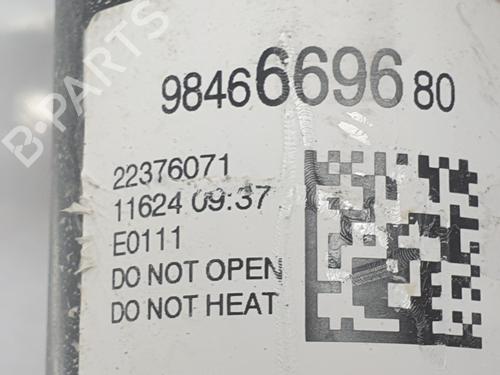 B-PARTS
9846669680
22376071
11624 09:37
E0111
DO NOT OPEN
DO NOT HEAT